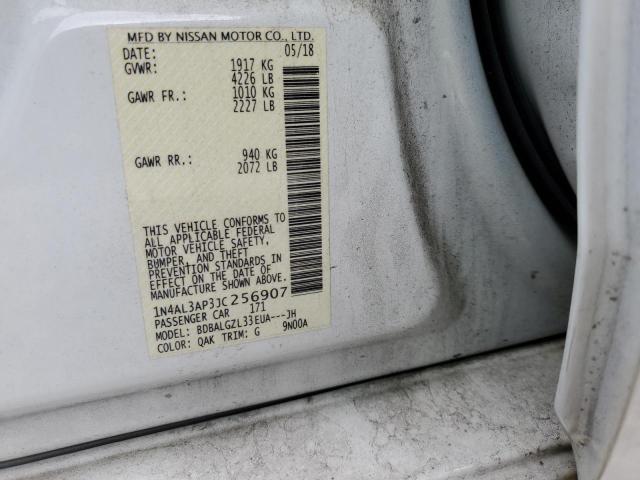 MFD BY NISSAN MOTOR CO., LTD.
DATE: 05/18
GVWR: 1917 KG
4226 LB
GAWR FR.: 1010 KG
2227 LB
GAWR RR.: 940 KG
2072 LB
THIS VEHICLE CONFORMS TO
ALL APPLICABLE FEDERAL
MOTOR VEHICLE SAFETY,
BUMPER, AND THEFT
PREVENTION STANDARDS IN
EFFECT ON THE DATE OF
MANUFACTURE SHOWN ABOVE.
1N4AL3AP3JC256907
PASSENGER CAR 171
MODEL: BDBALGZL33EUA---JH
COLOR: QAK TRIM: G 9N00A